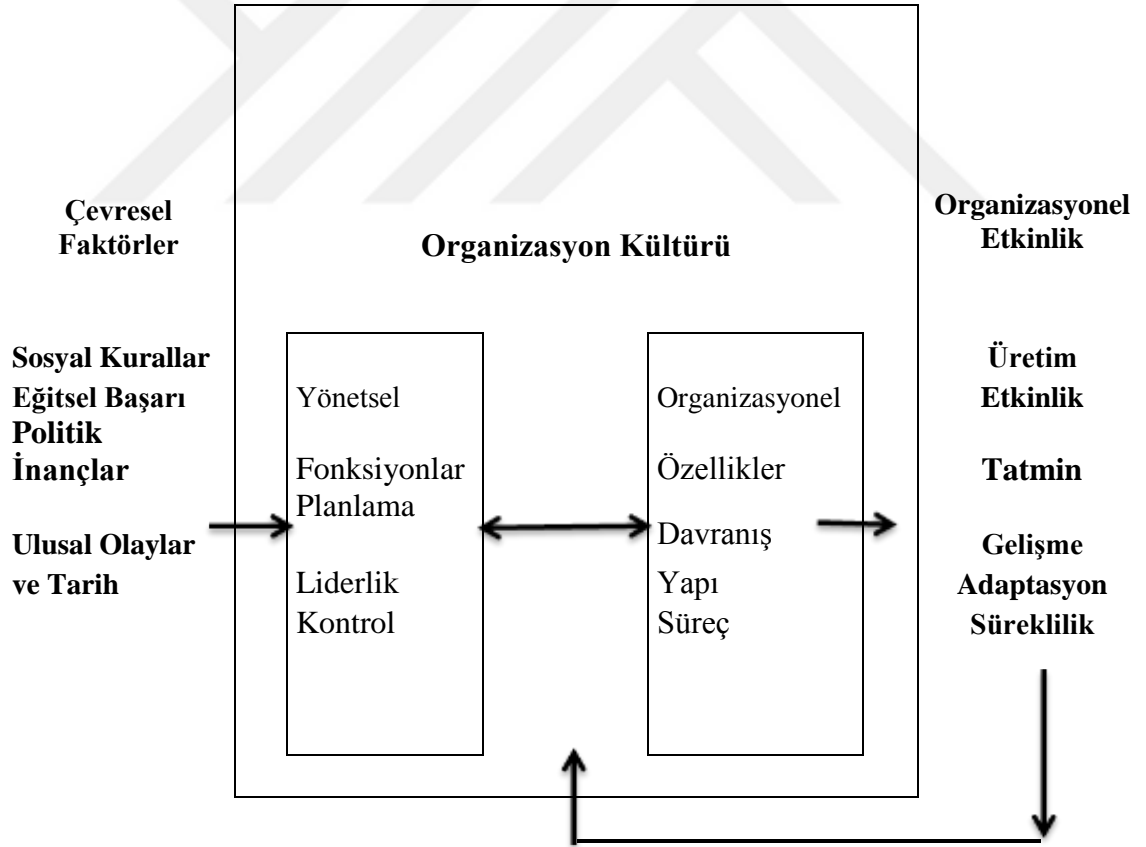 Çevresel
Faktörler
Sosyal Kurallar
Eğitsel Başarı
Politik
İnançlar
Ulusal Olaylar
ve Tarih
Organizasyon Kültürü
Yönetsel
Fonksiyonlar
Planlama
Liderlik
Kontrol
Organizasyonel
Özellikler
Davranış
Yapı
Süreç
Organizasyonel
Etkinlik
Üretim
Etkinlik
Tatmin
Gelişme
Adaptasyon
Süreklilik